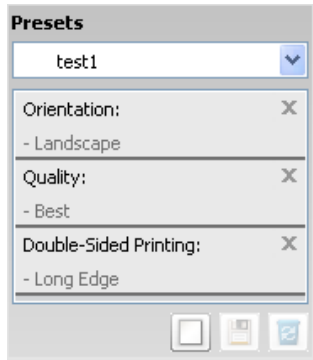 Presets
test1
Orientation:
- Landscape
Quality:
- Best
Double-Sided Printing:
- Long Edge